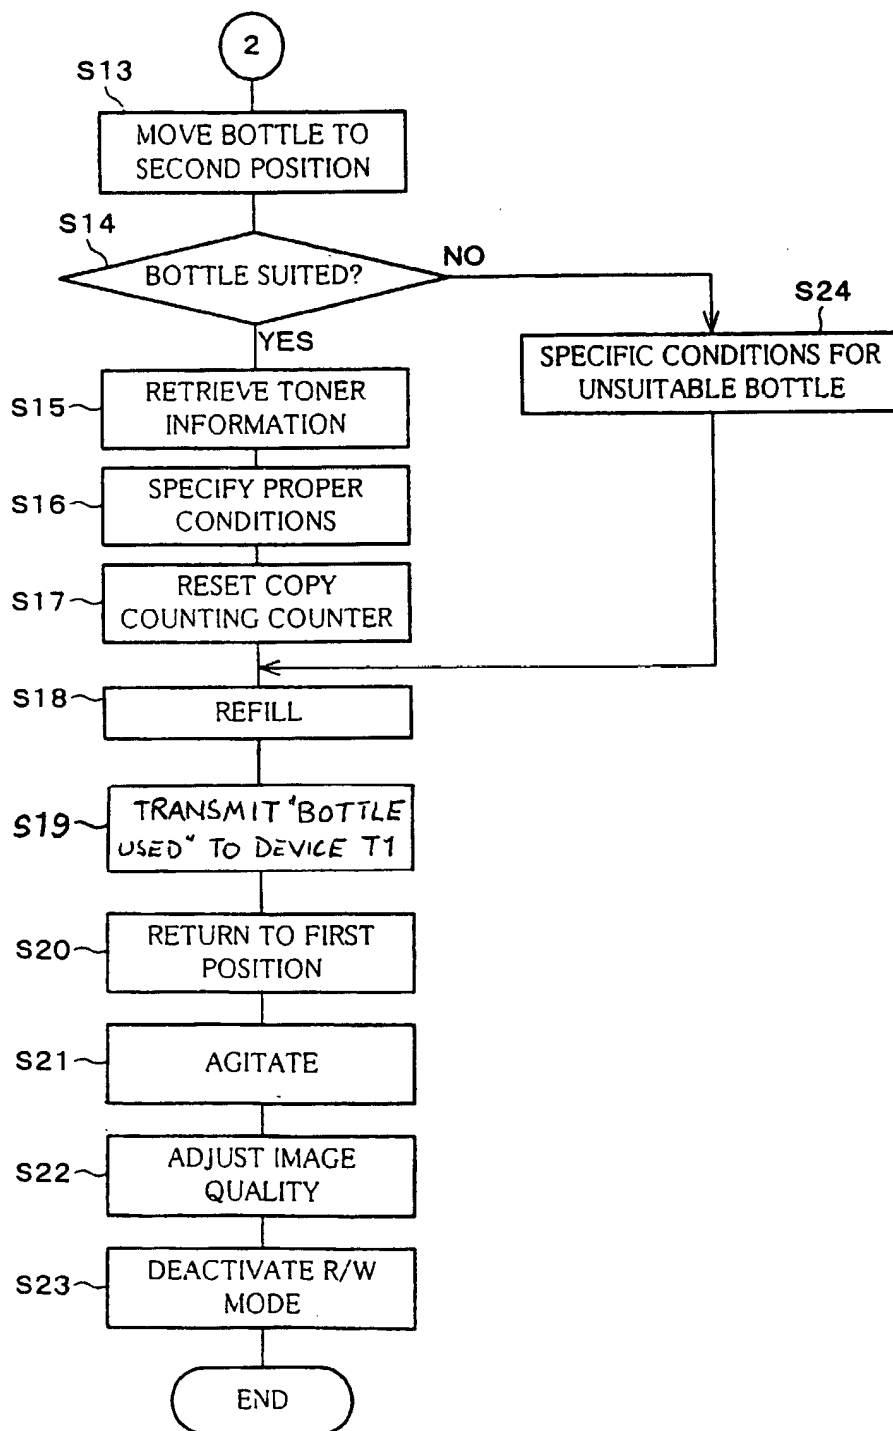 2
S13
MOVE BOTTLE TO
SECOND POSITION
S14
BOTTLE SUITED?
NO
YES
S24
SPECIFIC CONDITIONS FOR
UNSUITABLE BOTTLE
S15
RETRIEVE TONER
INFORMATION
S16
SPECIFY PROPER
CONDITIONS
S17
RESET COPY
COUNTING COUNTER
S18
REFILL
S19
TRANSMIT "BOTTLE
USED" TO DEVICE T1
S20
RETURN TO FIRST
POSITION
S21
AGITATE
S22
ADJUST IMAGE
QUALITY
S23
DEACTIVATE R/W
MODE
END